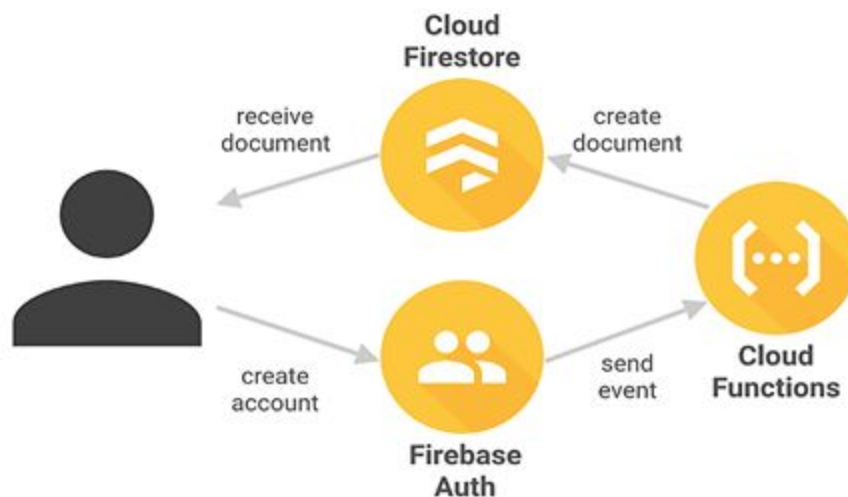 Cloud
Firestore
receive
document
create
document
create
account
send
event
Cloud
Functions
Firebase
Auth